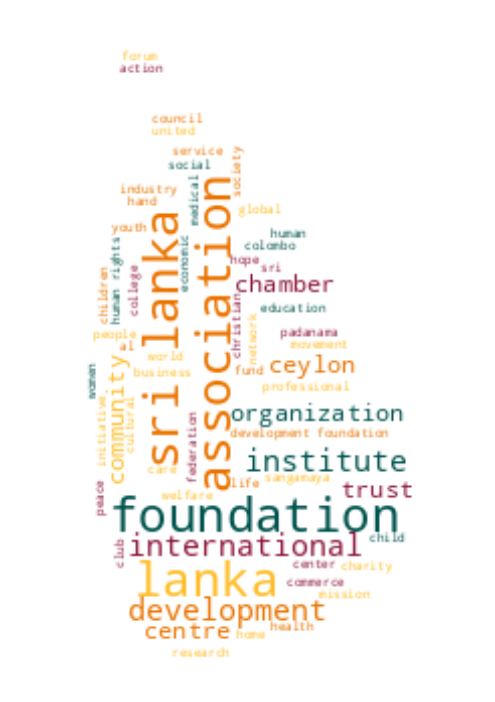 forum
action
council
united
service
social
society
medical
industry
hand
global
sri lanka
association
youth
human
colombo
economic
human rights
hope
sri
college
children
chamber
christian
education
people
al
network
padanama
movement
world
business
fund
ceylon
women
community
professional
initiative
cultural
organization
federation
development foundation
institute
care
life
sangamaya
trust
peace
welfare
foundation
club
international
child
lanka
center
charity
commerce
mission
development
centre
home
health
research